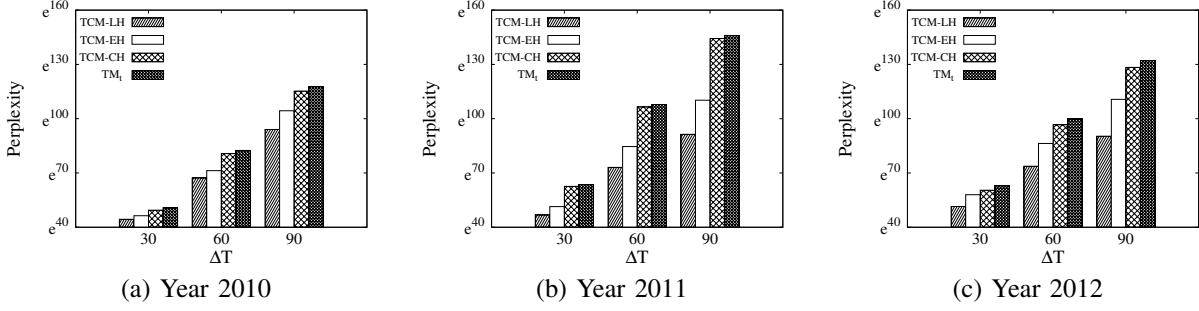 Perplexity
e^160
e^130
e^100
e^70
e^40
TCM-LH
TCM-EH
TCM-CH
TM_t
30 60 90
ΔT
(a) Year 2010
Perplexity
e^160
e^130
e^100
e^70
e^40
TCM-LH
TCM-EH
TCM-CH
TM_t
30 60 90
ΔT
(b) Year 2011
Perplexity
e^160
e^130
e^100
e^70
e^40
TCM-LH
TCM-EH
TCM-CH
TM_t
30 60 90
ΔT
(c) Year 2012